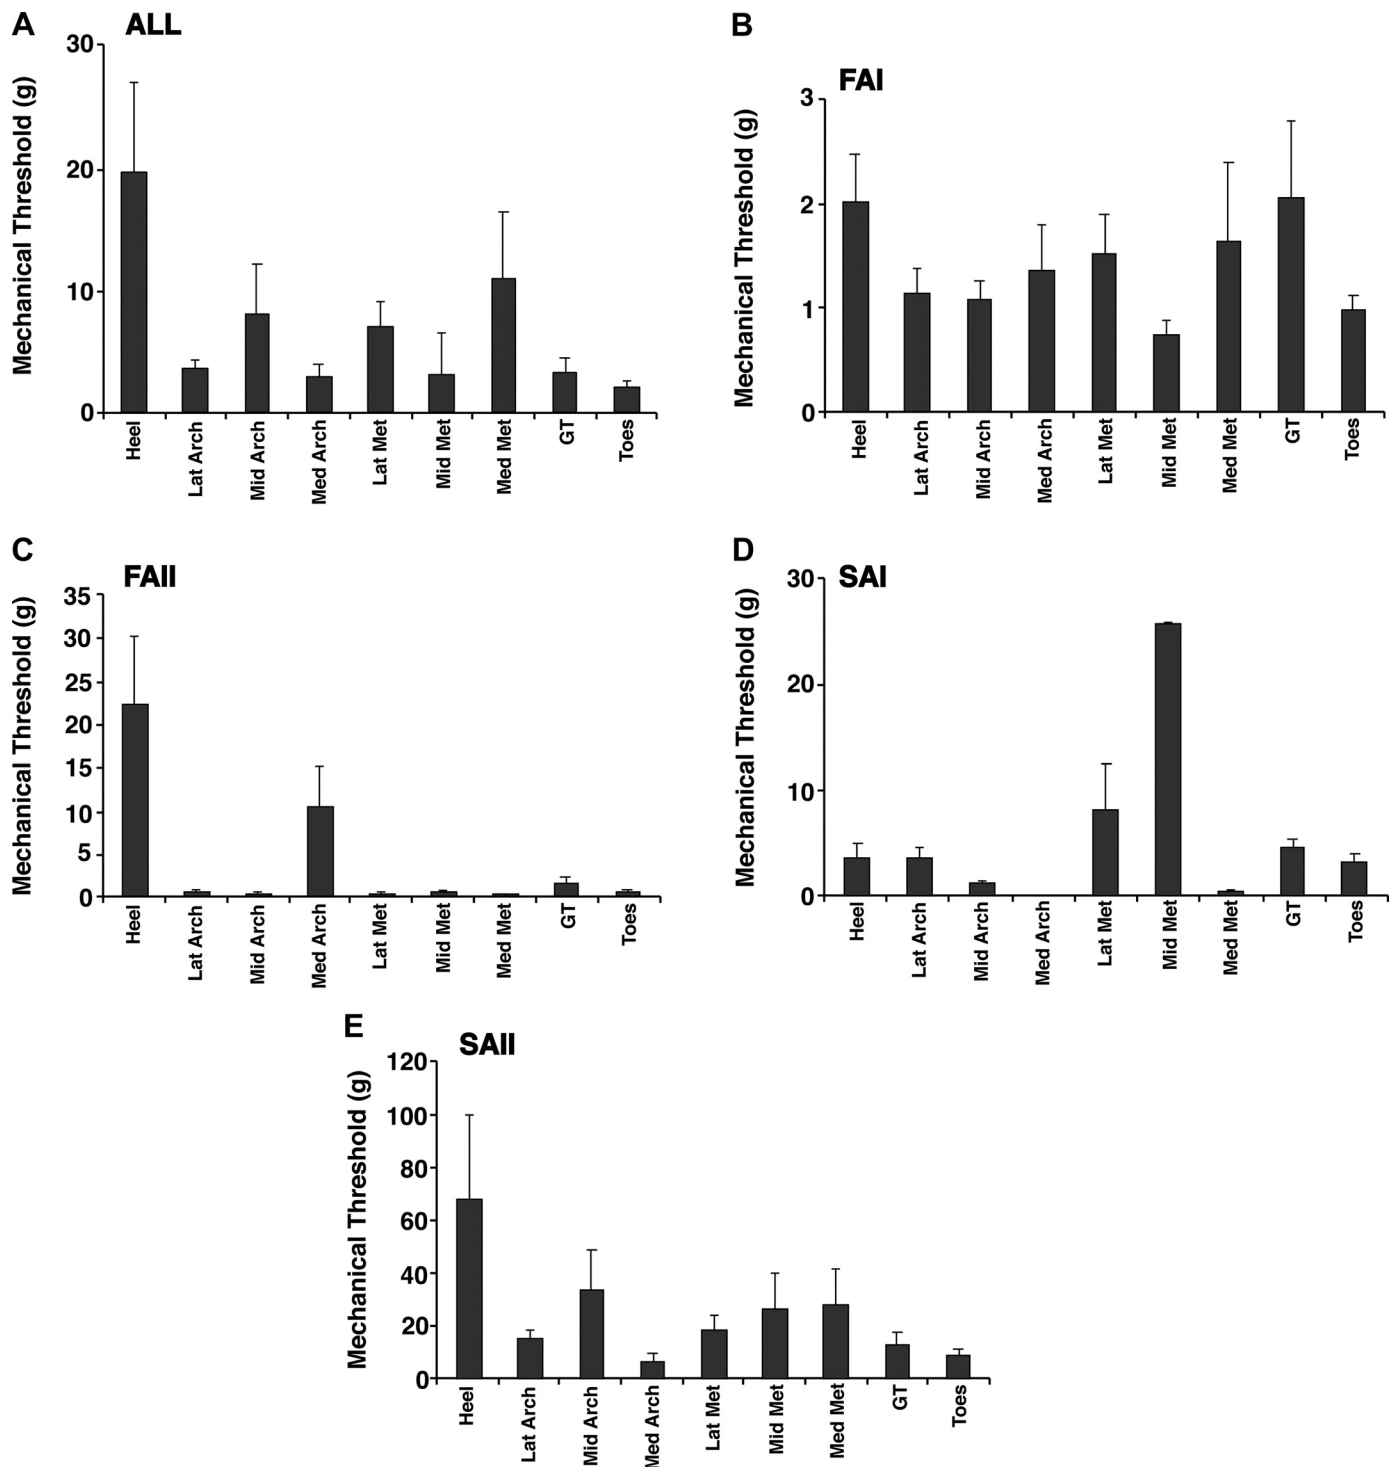 A
ALL
Mechanical Threshold (g)
30
20
10
0
Heel
Lat Arch
Mid Arch
Med Arch
Lat Met
Mid Met
Med Met
GT
Toes
B
FAI
Mechanical Threshold (g)
3
2
1
0
Heel
Lat Arch
Mid Arch
Med Arch
Lat Met
Mid Met
Med Met
GT
Toes
C
FAII
Mechanical Threshold (g)
35
30
25
20
15
10
5
0
Heel
Lat Arch
Mid Arch
Med Arch
Lat Met
Mid Met
Med Met
GT
Toes
D
SAI
Mechanical Threshold (g)
30
20
10
0
Heel
Lat Arch
Mid Arch
Med Arch
Lat Met
Mid Met
Med Met
GT
Toes
E
SAII
Mechanical Threshold (g)
120
100
80
60
40
20
0
Heel
Lat Arch
Mid Arch
Med Arch
Lat Met
Mid Met
Med Met
GT
Toes